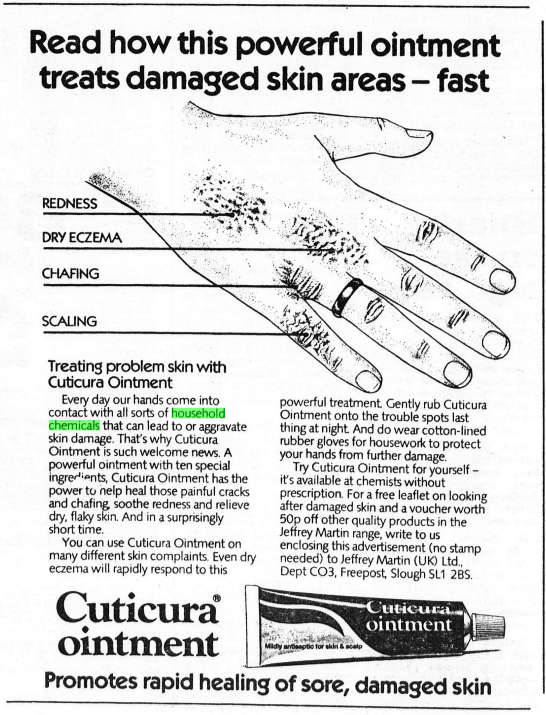 Read how this powerful ointment
treats damaged skin areas – fast
REDNESS
DRY ECZEMA
CHAFING
SCALING
Treating problem skin with
Cuticura Ointment
Every day our hands come into
contact with all sorts of household
chemicals that can lead to or aggravate
skin damage. That's why Cuticura
Ointment is such welcome news. A
powerful ointment with ten special
ingredients, Cuticura Ointment has the
power to help heal those painful cracks
and chafing, soothe redness and relieve
dry, flaky skin. And in a surprisingly
short time.
You can use Cuticura Ointment on
many different skin complaints. Even dry
eczema will rapidly respond to this
powerful treatment. Gently rub Cuticura
Ointment onto the trouble spots last
thing at night. And do wear cotton-lined
rubber gloves for housework to protect
your hands from further damage.
Try Cuticura Ointment for yourself –
it's available at chemists without
prescription. For a free leaflet on looking
after damaged skin and a voucher worth
50p off other quality products in the
Jeffrey Martin range, write to us
enclosing this advertisement (no stamp
needed) to Jeffrey Martin (UK) Ltd.,
Dept CO3, Freepost, Slough SL1 2BS.
Cuticura®
ointment
Cuticura
ointment
Mildly antiseptic for skin & scalp
Promotes rapid healing of sore, damaged skin